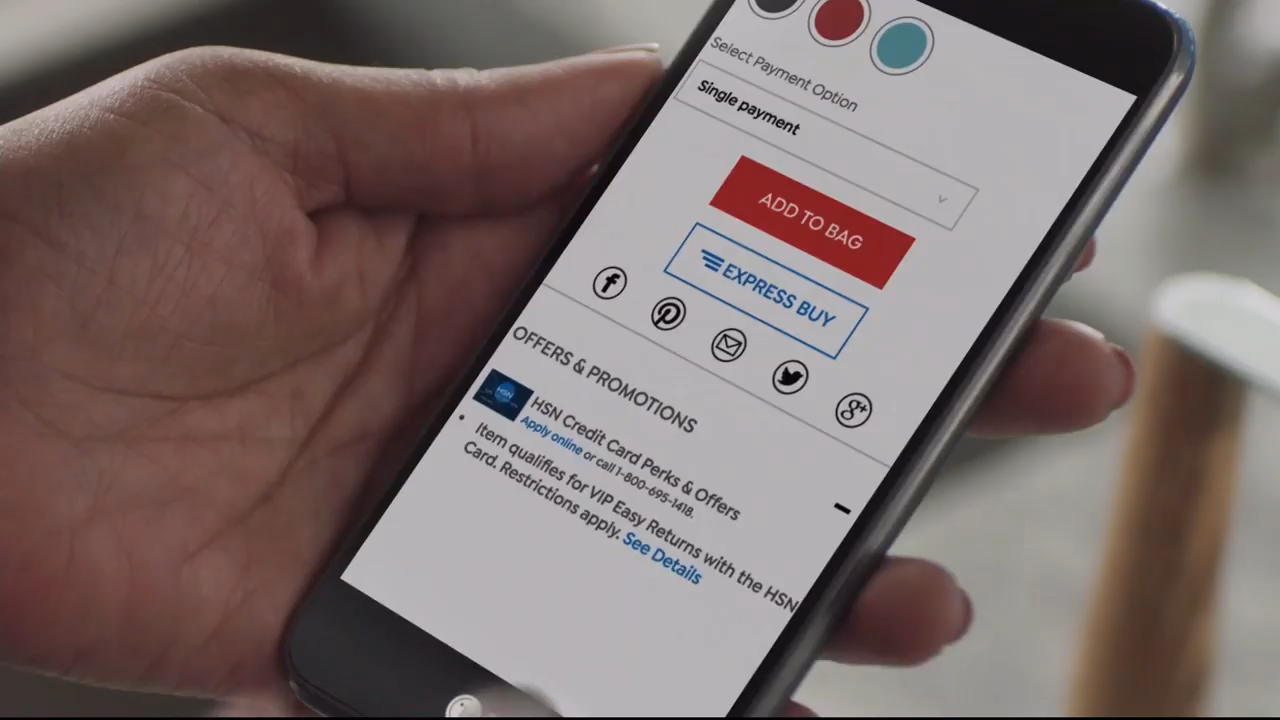 Select Payment Option
Single payment
ADD TO BAG
EXPRESS BUY
OFFERS & PROMOTIONS
HSN
HSN Credit Card Perks & Offers
Apply online or call 1-800-695-1418.
Item qualifies for VIP Easy Returns with the HSN
Card. Restrictions apply. See Details